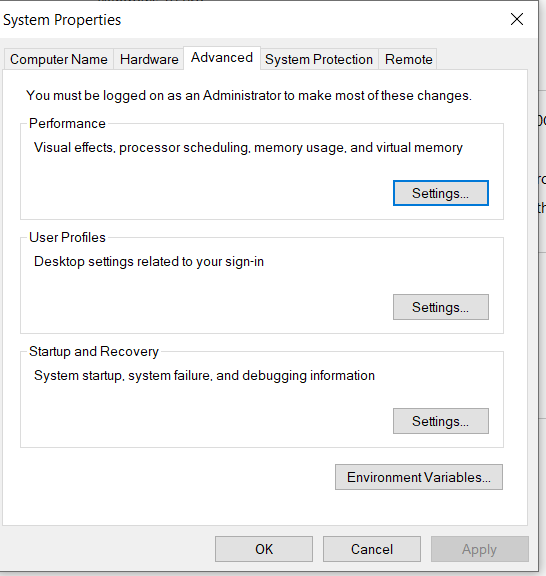 System Properties
Computer Name Hardware Advanced System Protection Remote
You must be logged on as an Administrator to make most of these changes.
Performance
Visual effects, processor scheduling, memory usage, and virtual memory
Settings...
User Profiles
Desktop settings related to your sign-in
Settings...
Startup and Recovery
System startup, system failure, and debugging information
Settings...
Environment Variables...
OK Cancel Apply